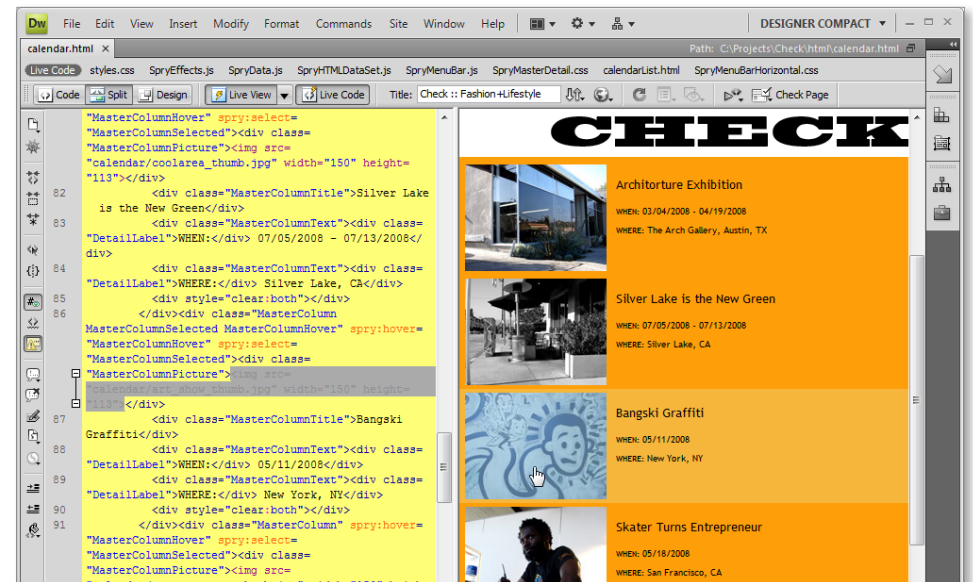 Dw File Edit View Insert Modify Format Commands Site Window Help DESIGNER COMPACT
calendar.html × Path: C:\Projects\Check\html\calendar.html
Live Code styles.css SpryEffects.js SpryData.js SpryHTMLDataSet.js SpryMenuBar.js SpryMasterDetail.css calendarList.html SpryMenuBarHorizontal.css
Code Split Design Live View Live Code Title: Check :: Fashion+Lifestyle Check Page
"MasterColumnHover" spry:select=
"MasterColumnSelected"><div class=
"MasterColumnPicture"><img src=
"calendar/coolarea_thumb.jpg" width="150" height=
"113"></div>
82 <div class="MasterColumnTitle">Silver Lake
is the New Green</div>
83 <div class="MasterColumnText"><div class=
"DetailLabel">WHEN:</div> 07/05/2008 - 07/13/2008</
div>
84 <div class="MasterColumnText"><div class=
"DetailLabel">WHERE:</div> Silver Lake, CA</div>
85 <div style="clear:both"></div>
86 </div><div class="MasterColumn
MasterColumnSelected MasterColumnHover" spry:hover=
"MasterColumnHover" spry:select=
"MasterColumnSelected"><div class=
"MasterColumnPicture"><img src=
"calendar/art_show_thumb.jpg" width="150" height=
"113"></div>
87 <div class="MasterColumnTitle">Bangski
Graffiti</div>
88 <div class="MasterColumnText"><div class=
"DetailLabel">WHEN:</div> 05/11/2008</div>
89 <div class="MasterColumnText"><div class=
"DetailLabel">WHERE:</div> New York, NY</div>
90 <div style="clear:both"></div>
91 </div><div class="MasterColumn" spry:hover=
"MasterColumnHover" spry:select=
"MasterColumnSelected"><div class=
"MasterColumnPicture"><img src=
CHECK
Architorture Exhibition
WHEN: 03/04/2008 - 04/19/2008
WHERE: The Arch Gallery, Austin, TX
Silver Lake is the New Green
WHEN: 07/05/2008 - 07/13/2008
WHERE: Silver Lake, CA
Bangski Graffiti
WHEN: 05/11/2008
WHERE: New York, NY
Skater Turns Entrepreneur
WHEN: 05/18/2008
WHERE: San Francisco, CA